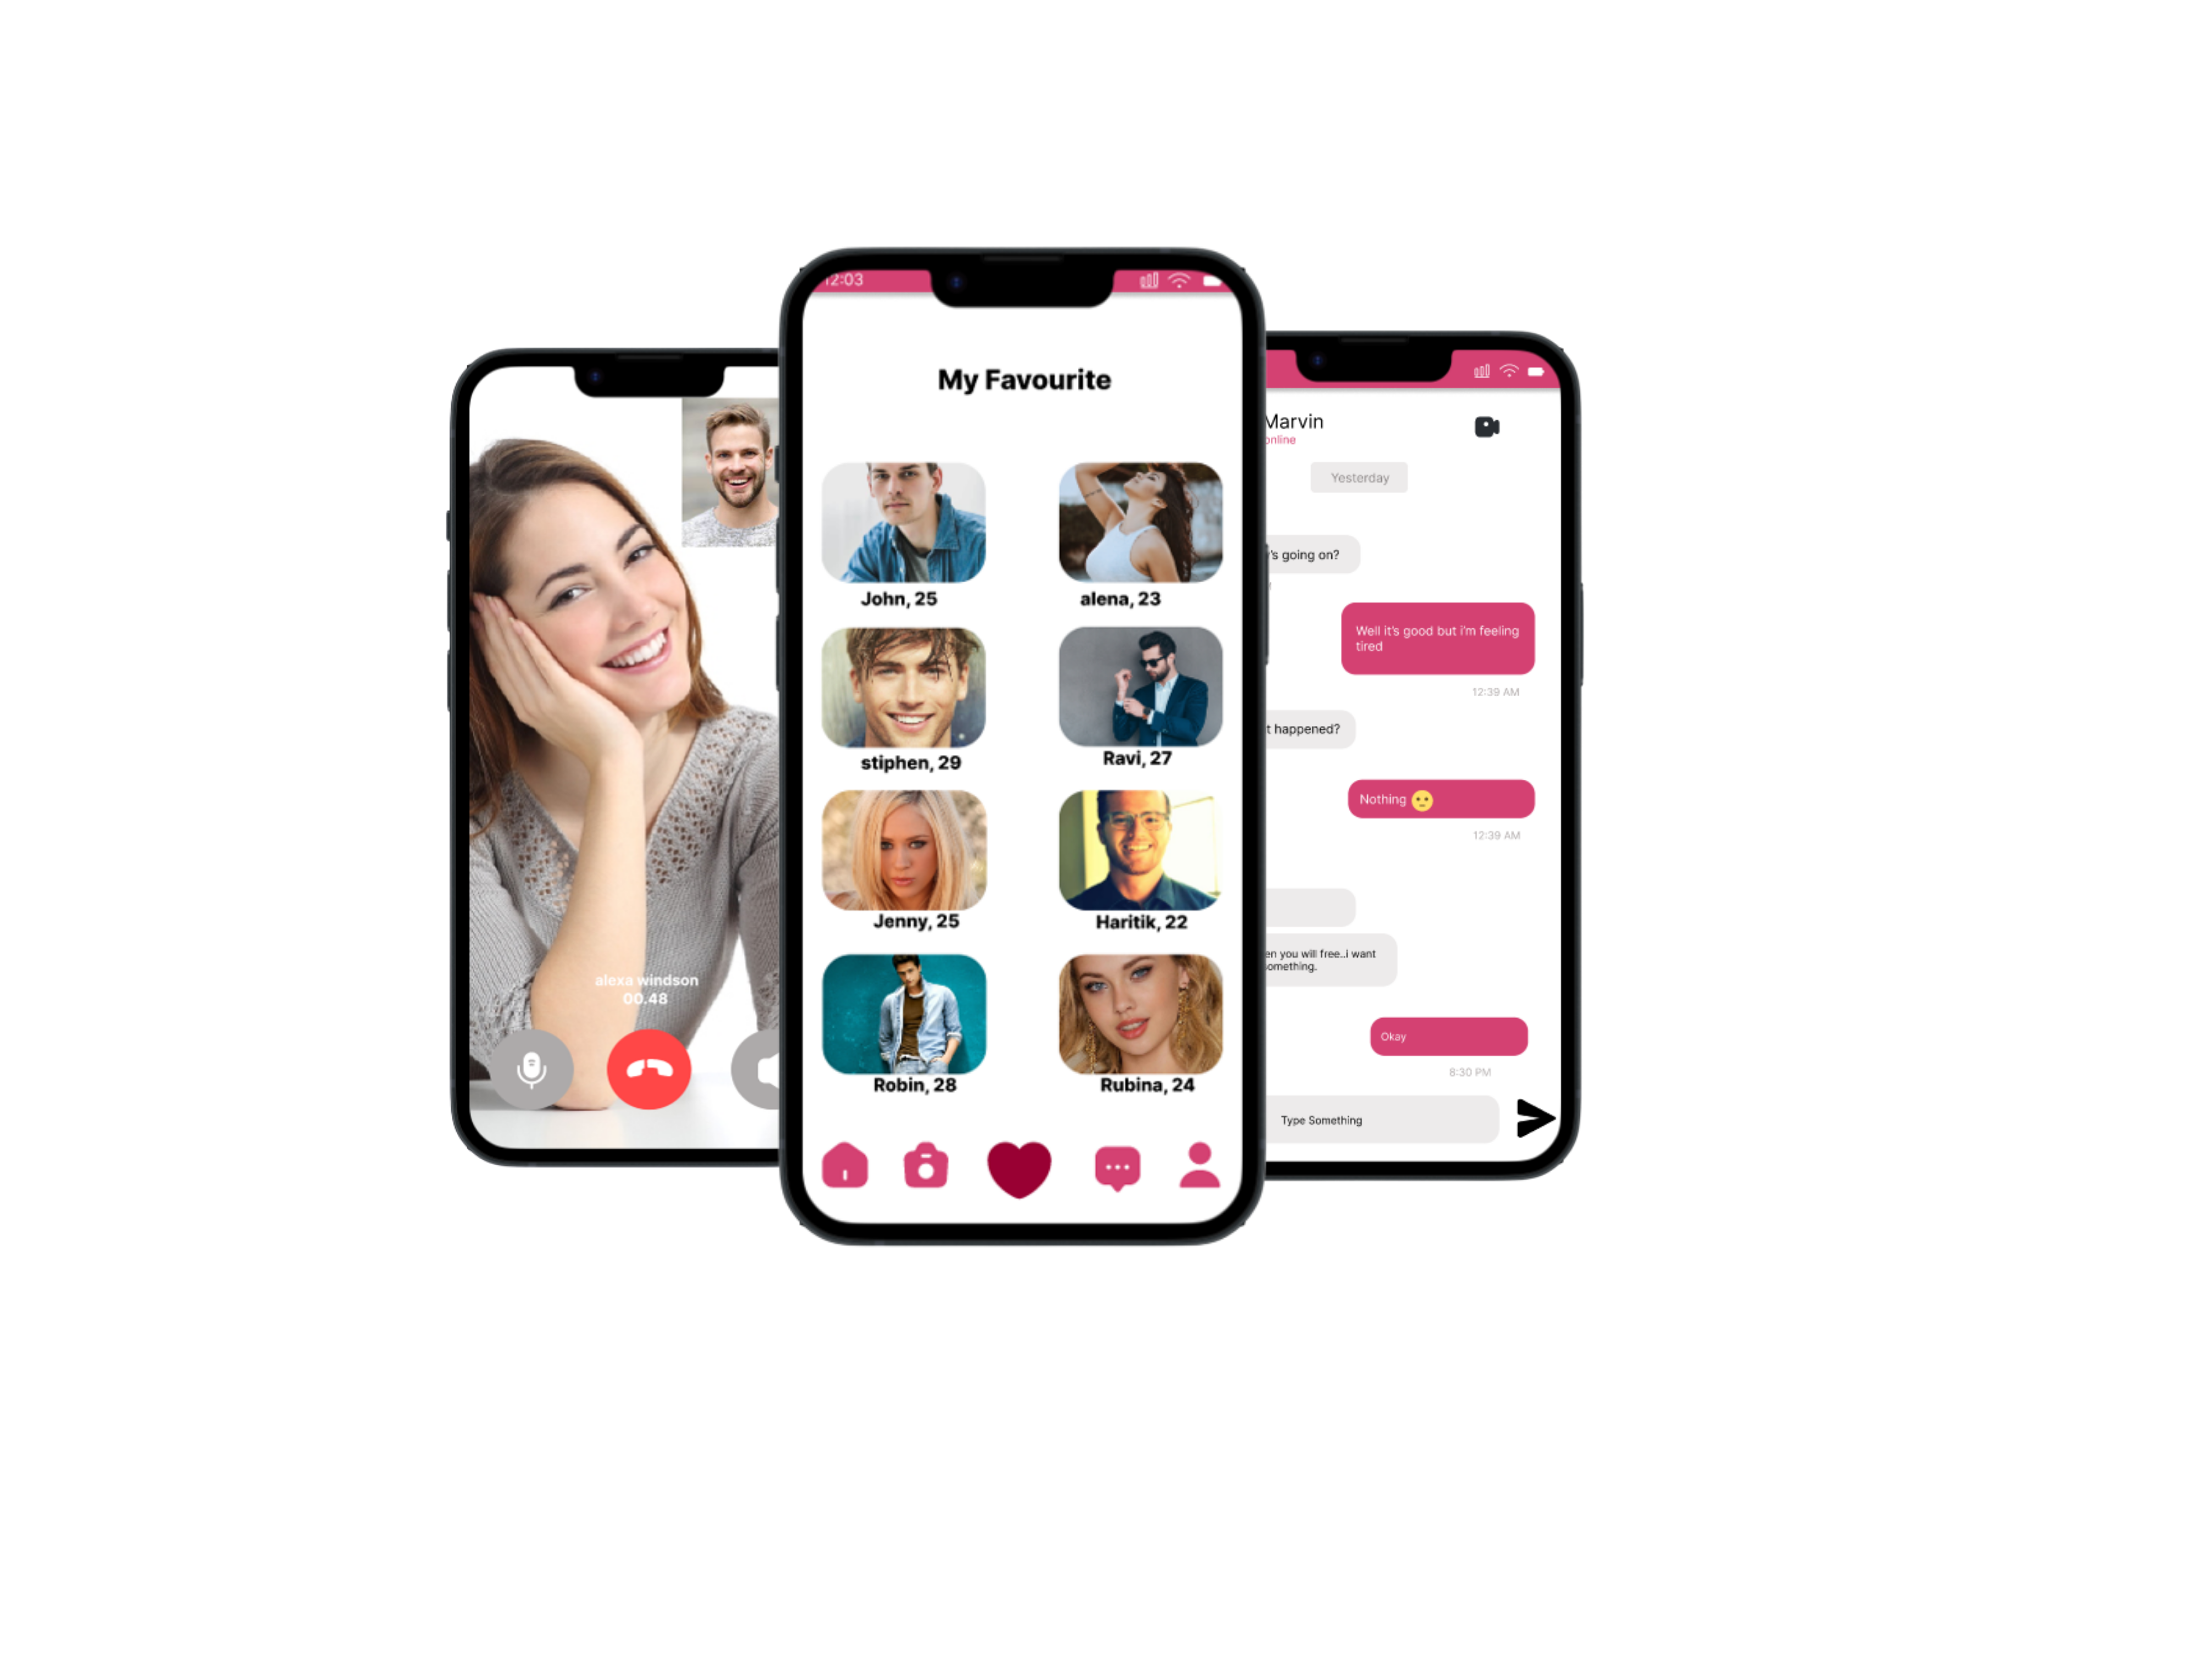 alexa windson
00.48
12:03
My Favourite
John, 25
alena, 23
stiphen, 29
Ravi, 27
Jenny, 25
Haritik, 22
Robin, 28
Rubina, 24
Marvin
online
Yesterday
's going on?
Well it's good but i'm feeling
tired
12:39 AM
t happened?
Nothing
12:39 AM
en you will free..i want
omething.
Okay
8:30 PM
Type Something